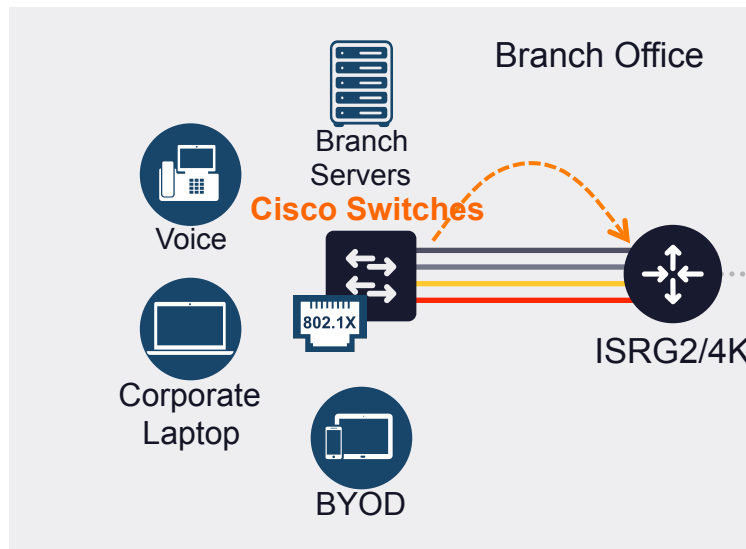 Branch Office
Branch
Servers
Voice
Cisco Switches
802.1X
ISRG2/4K
Corporate
Laptop
BYOD